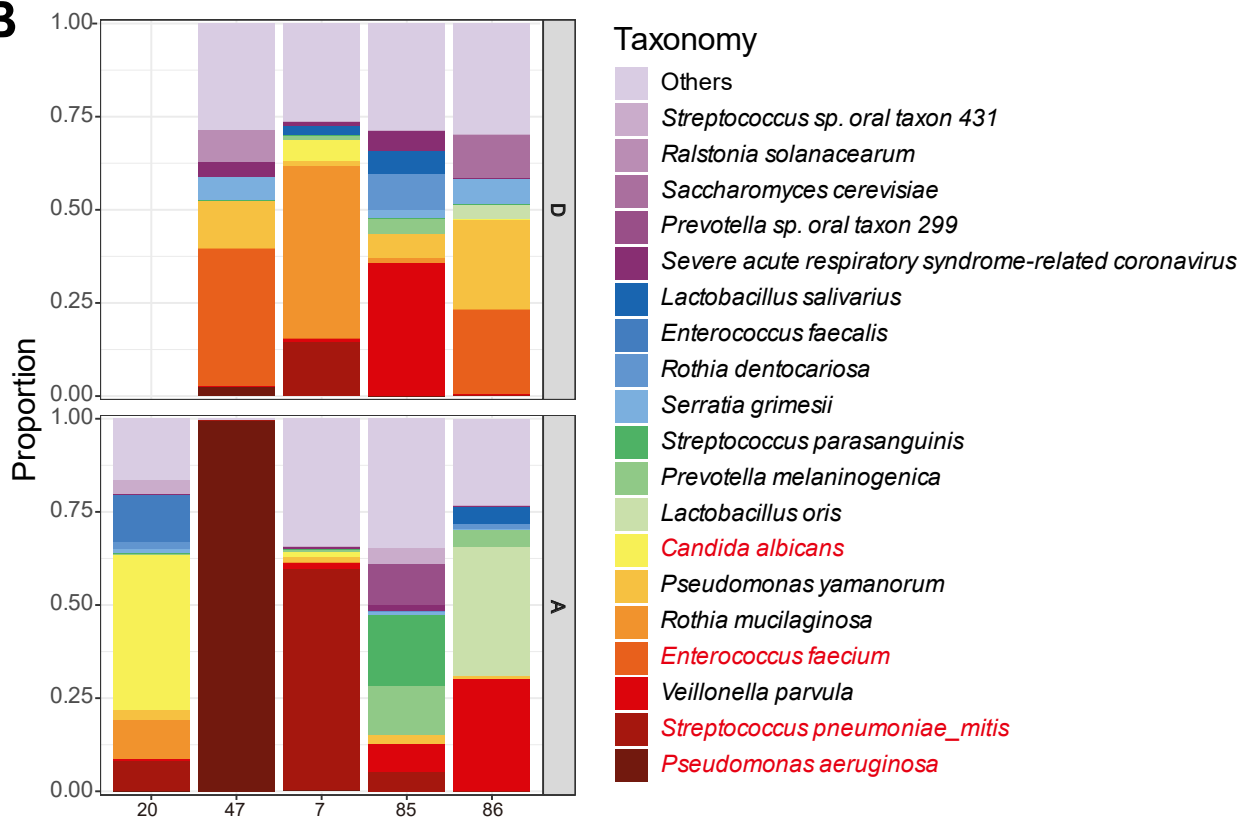 B
Proportion
1.00
0.75
0.50
0.25
0.00
D
1.00
0.75
0.50
0.25
0.00
A
20 47 7 85 86
Taxonomy
Others
Streptococcus sp. oral taxon 431
Ralstonia solanacearum
Saccharomyces cerevisiae
Prevotella sp. oral taxon 299
Severe acute respiratory syndrome-related coronavirus
Lactobacillus salivarius
Enterococcus faecalis
Rothia dentocariosa
Serratia grimesii
Streptococcus parasanguinis
Prevotella melaninogenica
Lactobacillus oris
Candida albicans
Pseudomonas yamanorum
Rothia mucilaginosa
Enterococcus faecium
Veillonella parvula
Streptococcus pneumoniae_mitis
Pseudomonas aeruginosa